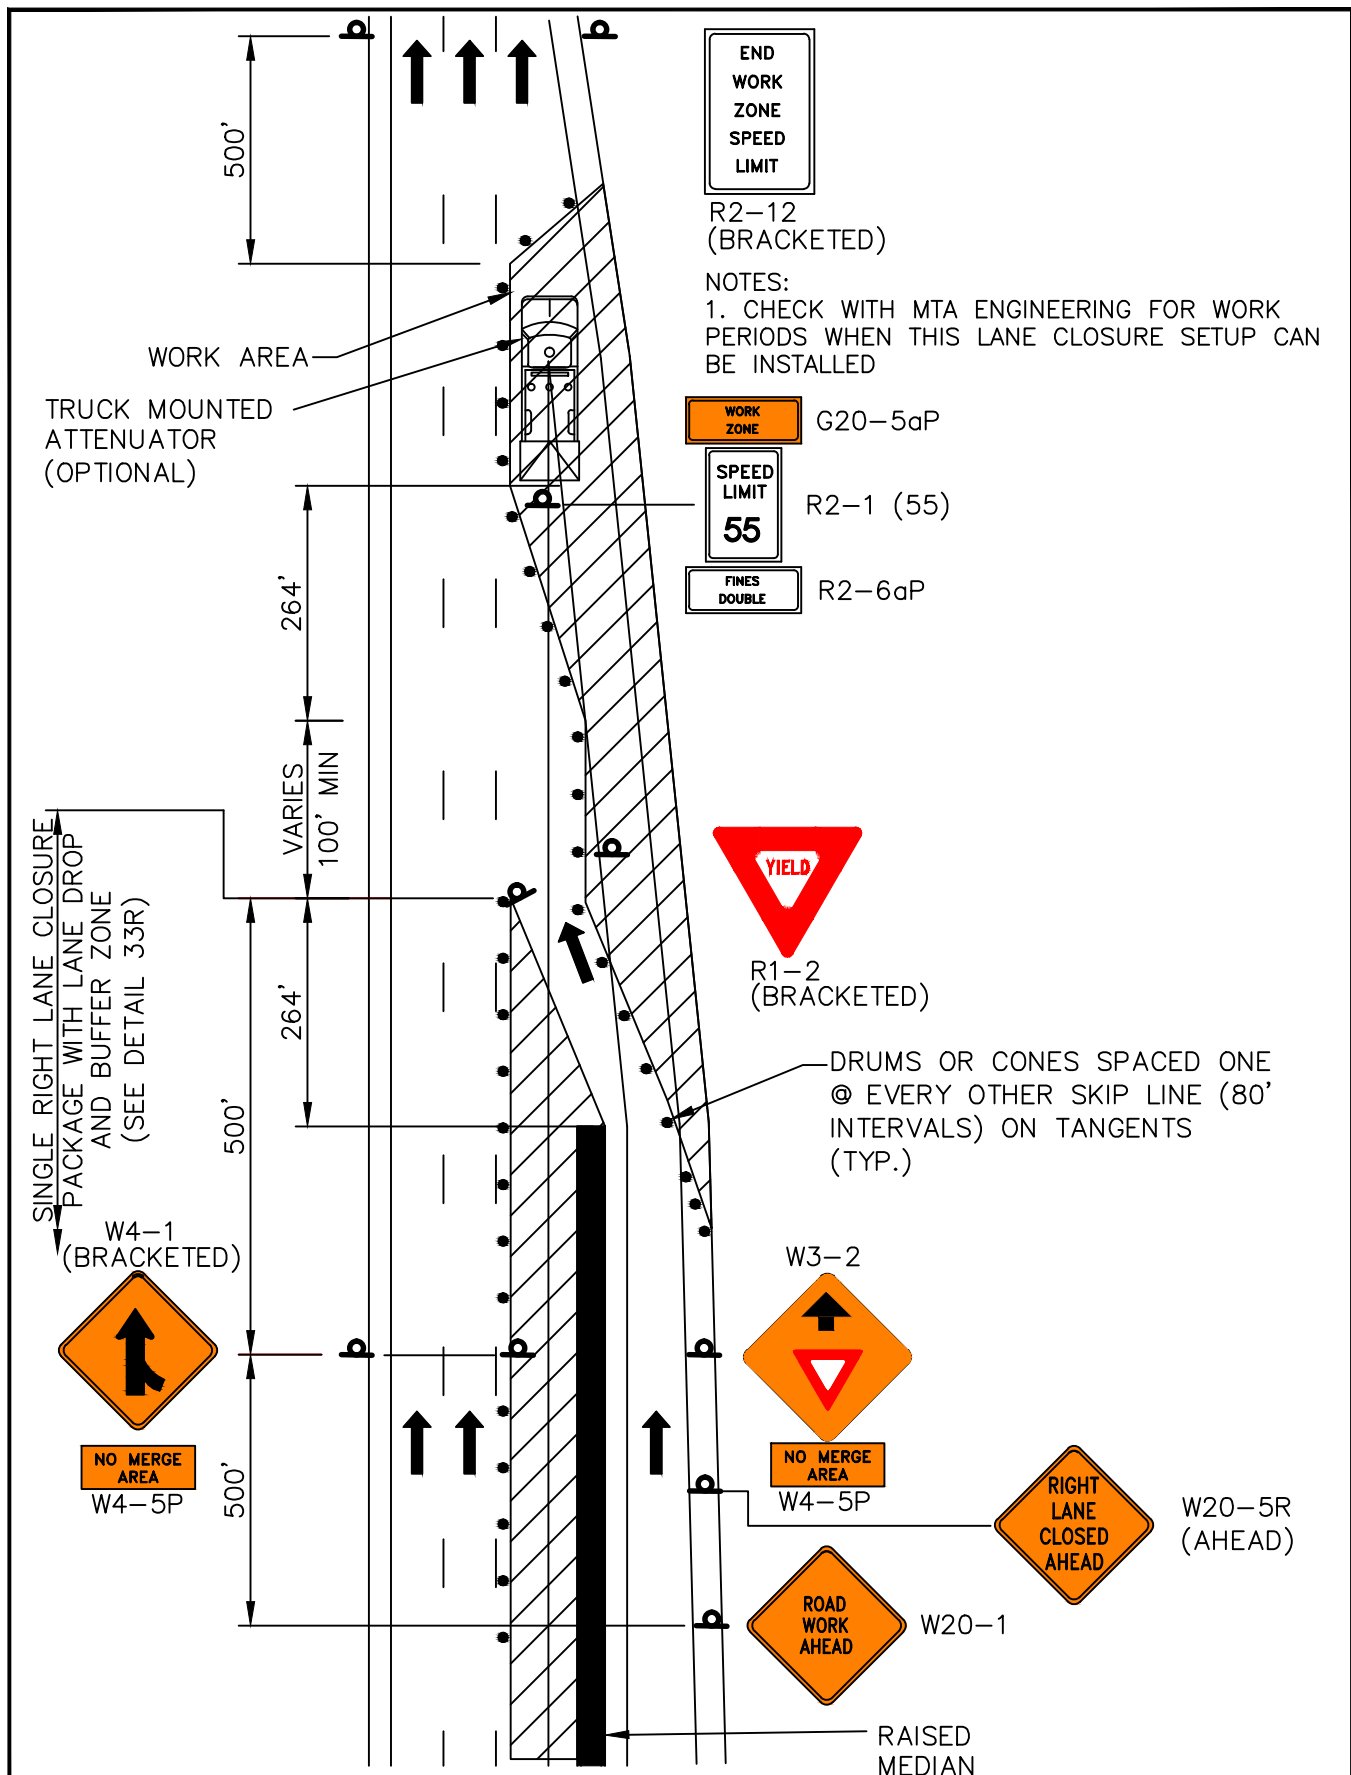 END
WORK
ZONE
SPEED
LIMIT
R2-12
(BRACKETED)
500'
NOTES:
1. CHECK WITH MTA ENGINEERING FOR WORK
PERIODS WHEN THIS LANE CLOSURE SETUP CAN
BE INSTALLED
WORK AREA
TRUCK MOUNTED
ATTENUATOR
(OPTIONAL)
WORK
ZONE
G20-5aP
SPEED
LIMIT
55
R2-1 (55)
FINES
DOUBLE
R2-6aP
264'
VARIES
100' MIN
SINGLE RIGHT LANE CLOSURE
PACKAGE WITH LANE DROP
AND BUFFER ZONE
(SEE DETAIL 33R)
YIELD
R1-2
(BRACKETED)
264'
500'
DRUMS OR CONES SPACED ONE
@ EVERY OTHER SKIP LINE (80'
INTERVALS) ON TANGENTS
(TYP.)
W4-1
(BRACKETED)
NO MERGE
AREA
W4-5P
W3-2
NO MERGE
AREA
W4-5P
500'
RIGHT
LANE
CLOSED
AHEAD
W20-5R
(AHEAD)
ROAD
WORK
AHEAD
W20-1
RAISED
MEDIAN